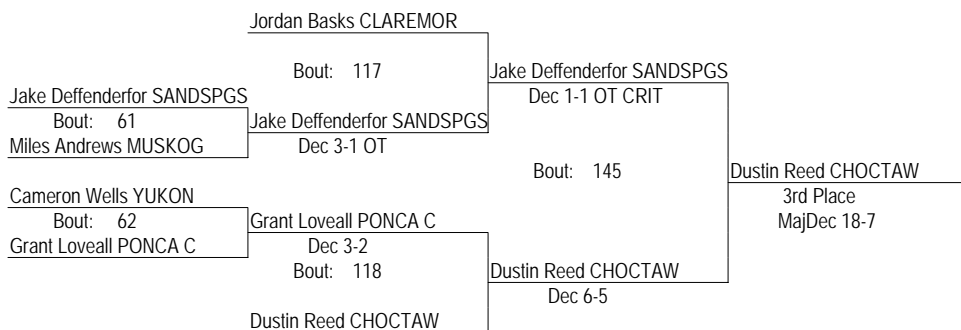 Jordan Basks CLAREMOR
Bout: 117
Jake Deffenderfor SANDSPGS
Jake Deffenderfor SANDSPGS
Dec 1-1 OT CRIT
Bout: 61
Jake Deffenderfor SANDSPGS
Miles Andrews MUSKOG
Dec 3-1 OT
Bout: 145
Dustin Reed CHOCTAW
Cameron Wells YUKON
3rd Place
Bout: 62
Grant Loveall PONCA C
MajDec 18-7
Grant Loveall PONCA C
Dec 3-2
Bout: 118
Dustin Reed CHOCTAW
Dec 6-5
Dustin Reed CHOCTAW